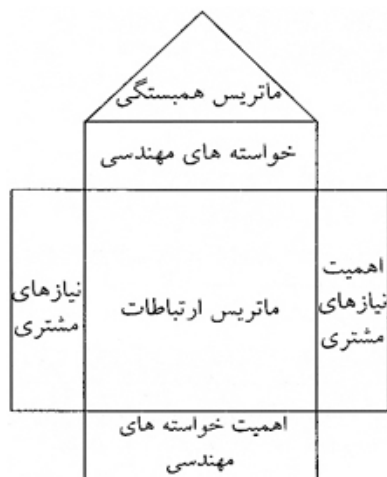 ماتریس همبستگی
خواسته های مهندسی
اهمیت
نیازهای
مشتری
ماتریس ارتباطات
نیازهای
مشتری
اهمیت خواسته های
مهندسی